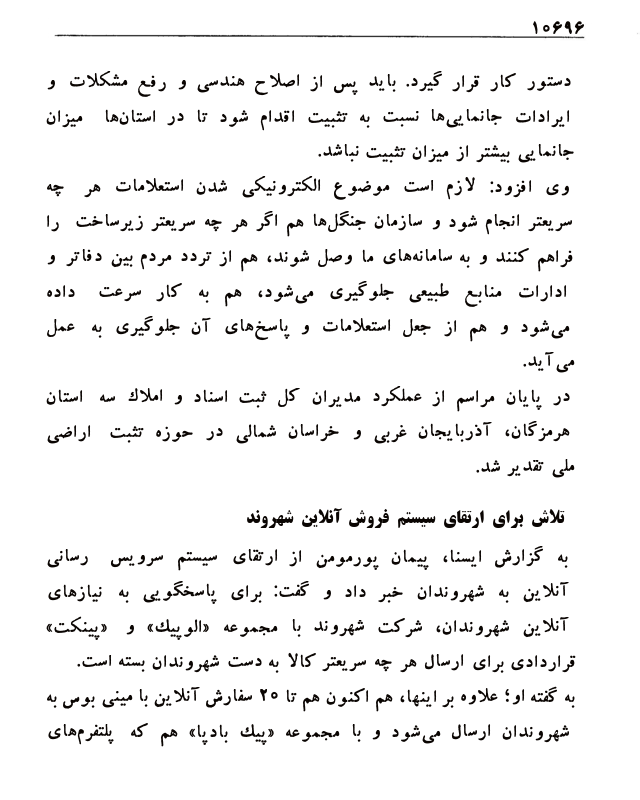 ۱۰۶۹۶
دستور کار قرار گیرد. باید پس از اصلاح هندسی و رفع مشکلات و
ایرادات جانمایی‌ها نسبت به تثبیت اقدام شود تا در استان‌ها میزان
جانمایی بیشتر از میزان تثبیت نباشد.
وی افزود: لازم است موضوع الکترونیکی شدن استعلامات هر چه
سریعتر انجام شود و سازمان جنگل‌ها هم اگر هر چه سریعتر زیرساخت را
فراهم کنند و به سامانه‌های ما وصل شوند، هم از تردد مردم بین دفاتر و
ادارات منابع طبیعی جلوگیری می‌شود، هم به کار سرعت داده
می‌شود و هم از جعل استعلامات و پاسخ‌های آن جلوگیری به عمل
می‌آید.
در پایان مراسم از عملکرد مدیران کل ثبت اسناد و املاک سه استان
هرمزگان، آذربایجان غربی و خراسان شمالی در حوزه تثبت اراضی
ملی تقدیر شد.
تلاش برای ارتقای سیستم فروش آنلاین شهروند
به گزارش ایسنا، پیمان پورمومن از ارتقای سیستم سرویس رسانی
آنلاین به شهروندان خبر داد و گفت: برای پاسخگویی به نیازهای
آنلاین شهروندان، شرکت شهروند با مجموعه «الوپیک» و «پینکت»
قراردادی برای ارسال هر چه سریعتر کالا به دست شهروندان بسته است.
به گفته او؛ علاوه بر اینها، هم اکنون هم تا ۲۵ سفارش آنلاین با مینی بوس به
شهروندان ارسال می‌شود و با مجموعه «پیک بادپا» هم که پلتفرم‌های